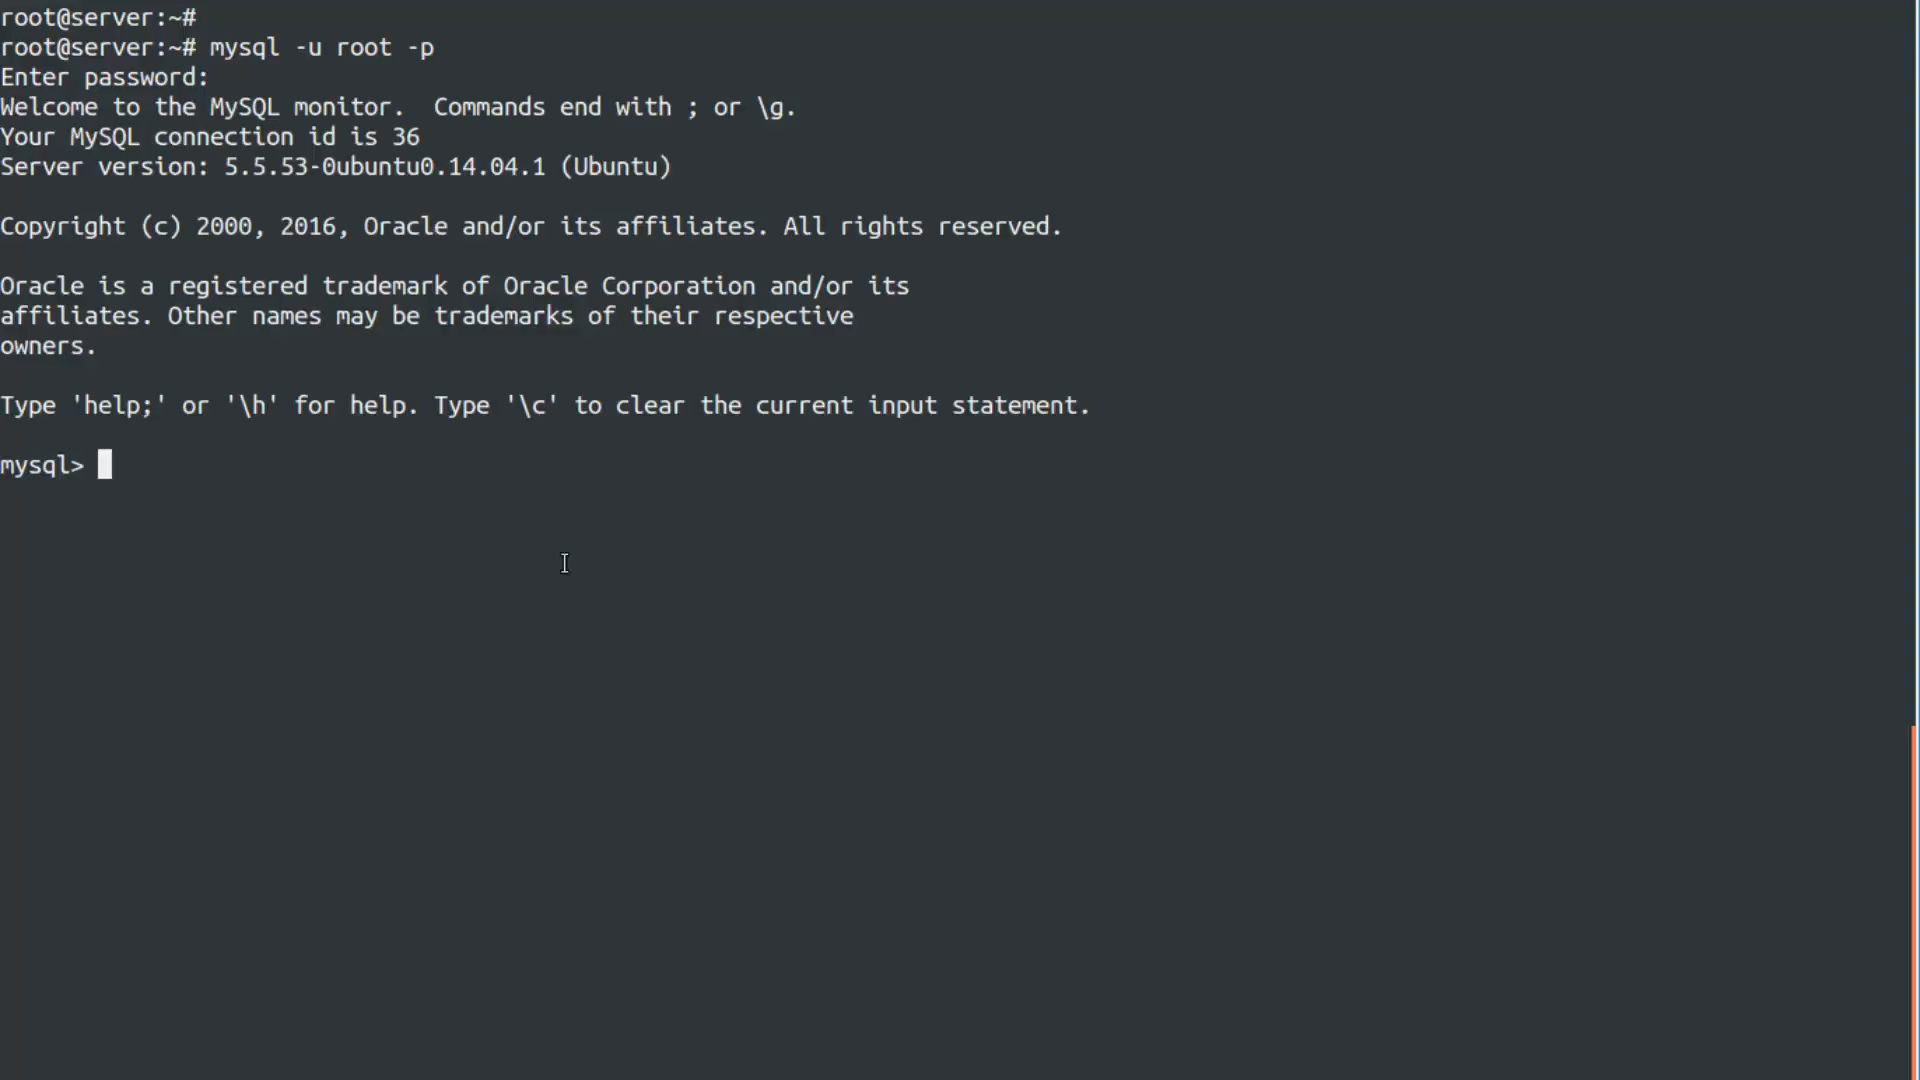 root@server:~#
root@server:~# mysql -u root -p
Enter password:
Welcome to the MySQL monitor.  Commands end with ; or \g.
Your MySQL connection id is 36
Server version: 5.5.53-0ubuntu0.14.04.1 (Ubuntu)
Copyright (c) 2000, 2016, Oracle and/or its affiliates. All rights reserved.
Oracle is a registered trademark of Oracle Corporation and/or its
affiliates. Other names may be trademarks of their respective
owners.
Type 'help;' or '\h' for help. Type '\c' to clear the current input statement.
mysql>